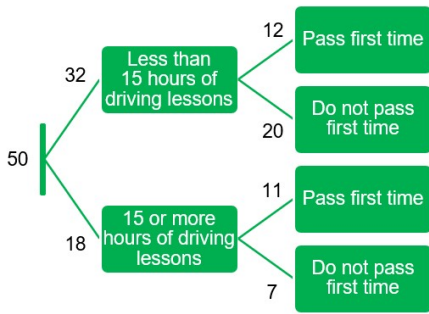 12
Pass first time
32
Less than
15 hours of
driving lessons
20
Do not pass
first time
50
18
15 or more
hours of driving
lessons
11
Pass first time
7
Do not pass
first time